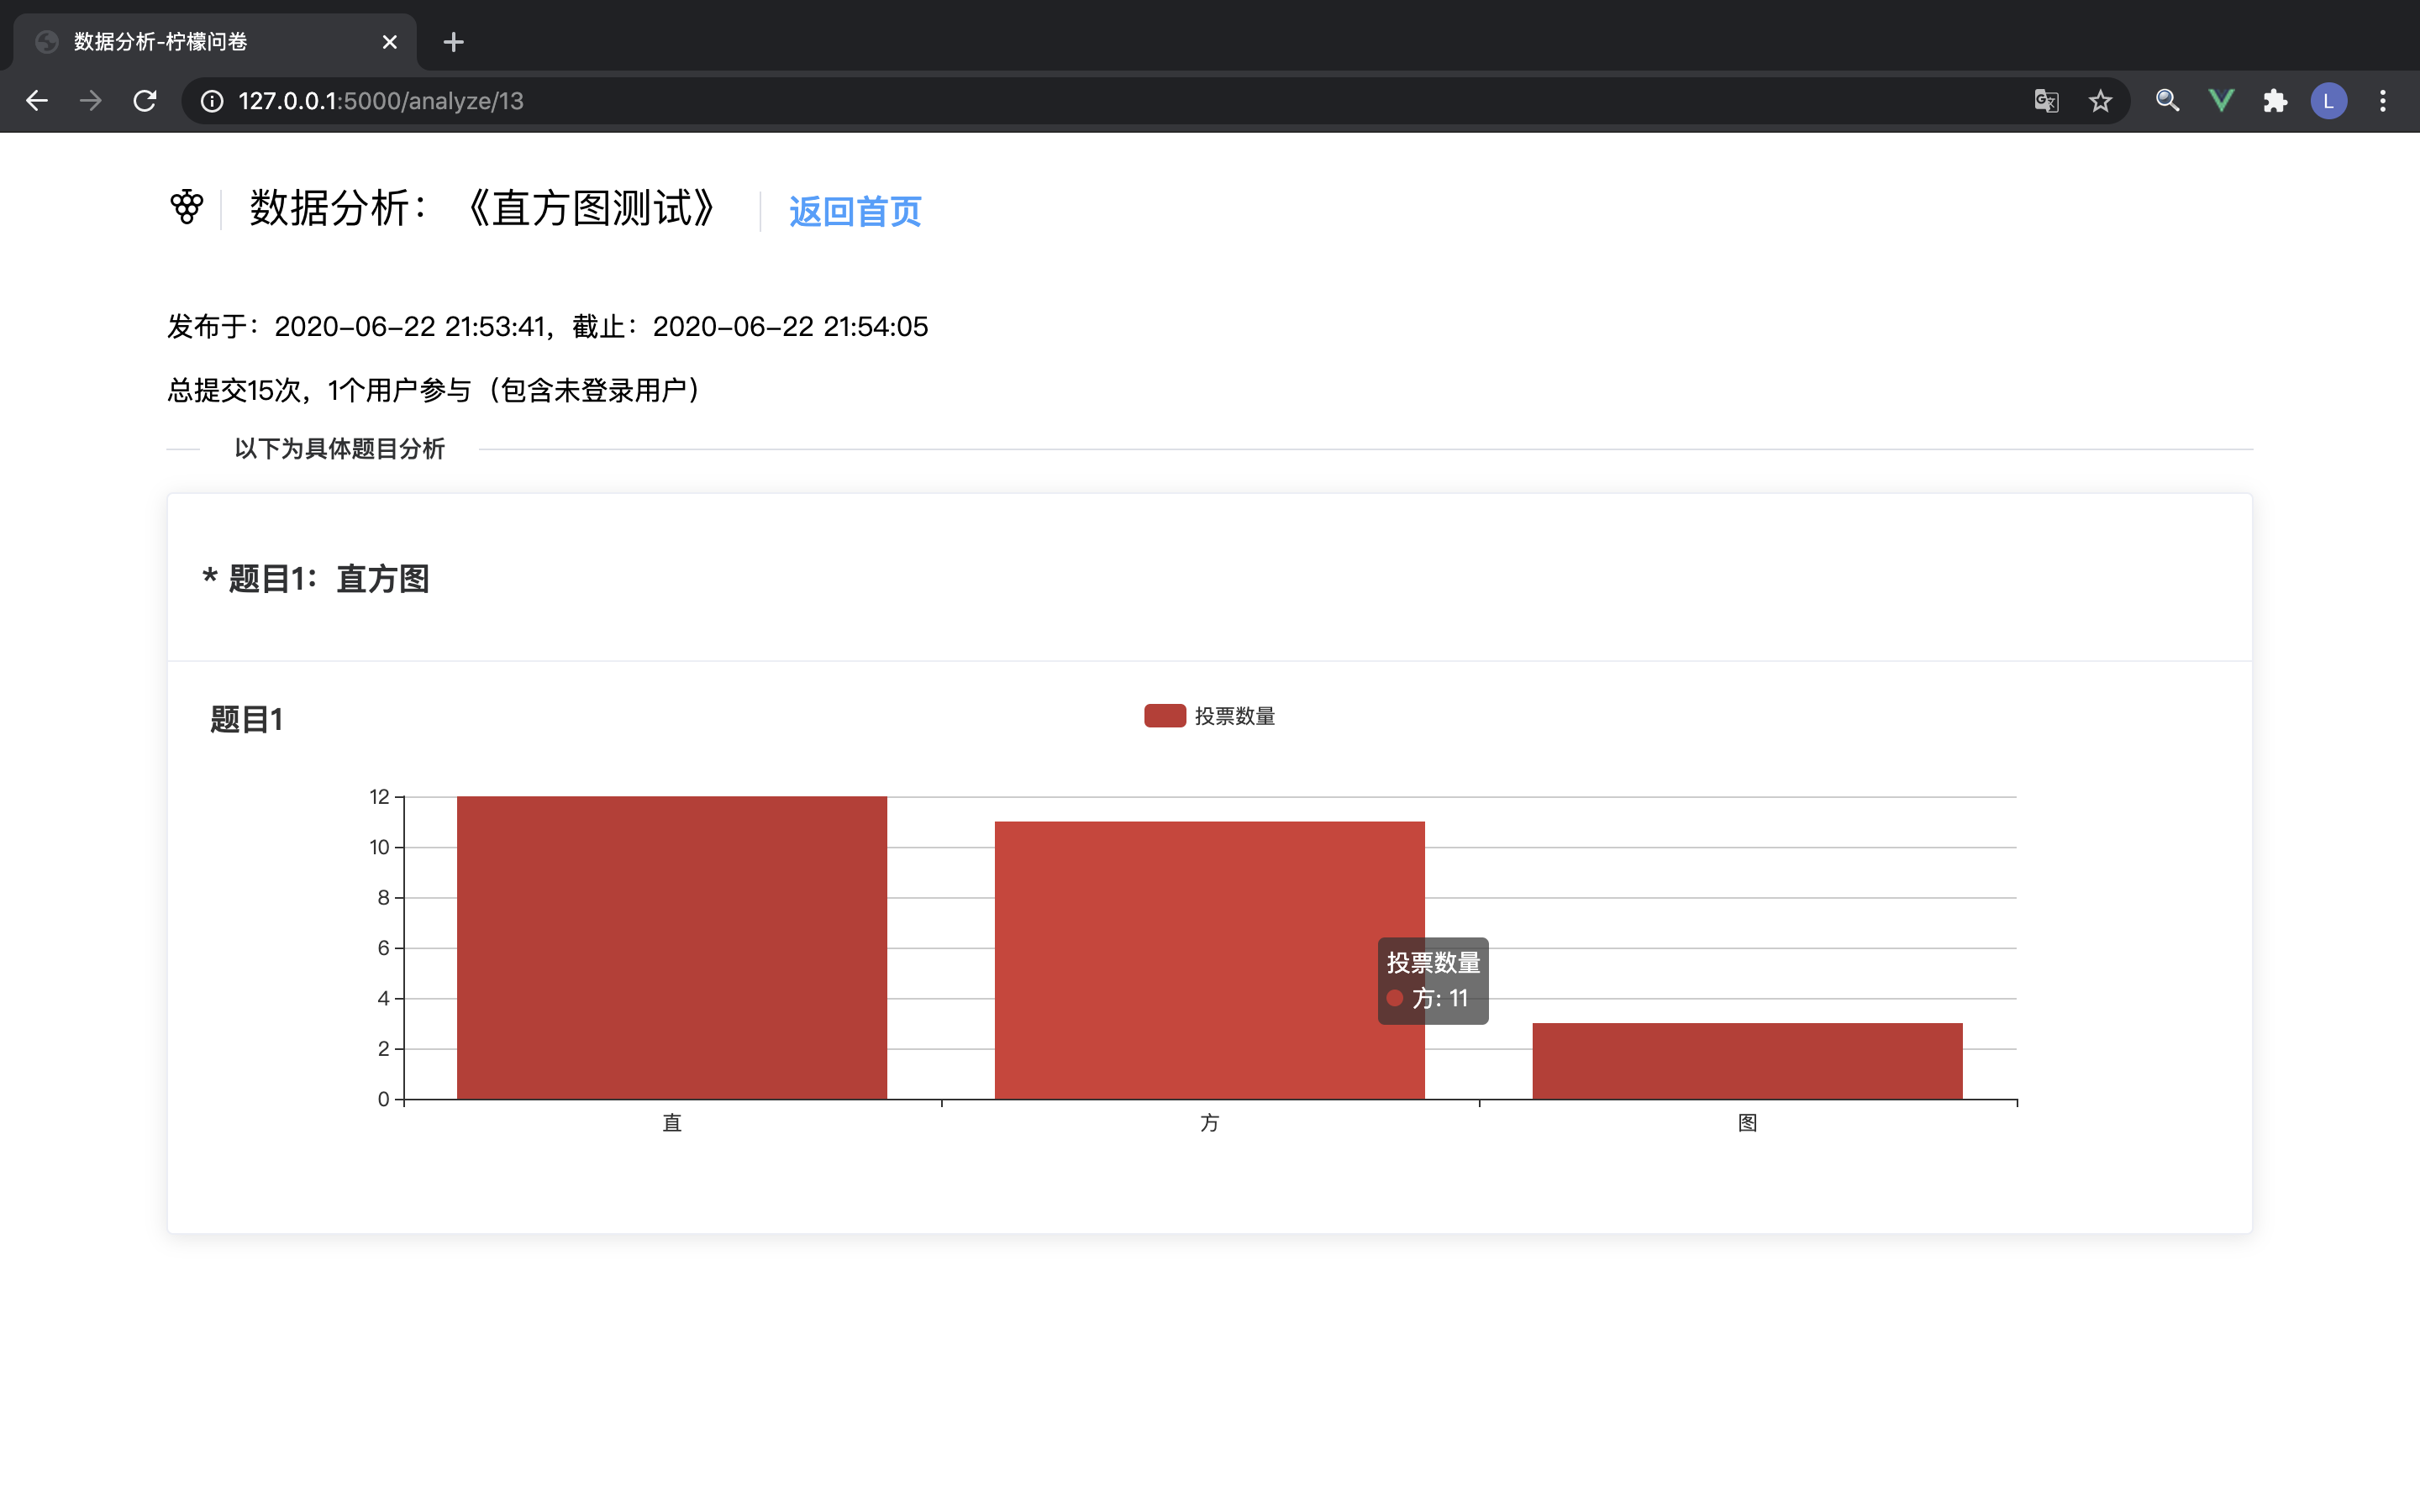 数据分析-柠檬问卷
127.0.0.1:5000/analyze/13
L
数据分析：《直方图测试》
返回首页
发布于：2020-06-22 21:53:41，截止：2020-06-22 21:54:05
总提交15次，1个用户参与（包含未登录用户）
以下为具体题目分析
* 题目1：直方图
题目1
投票数量
12
10
8
6
4
2
0
投票数量
方: 11
直
方
图